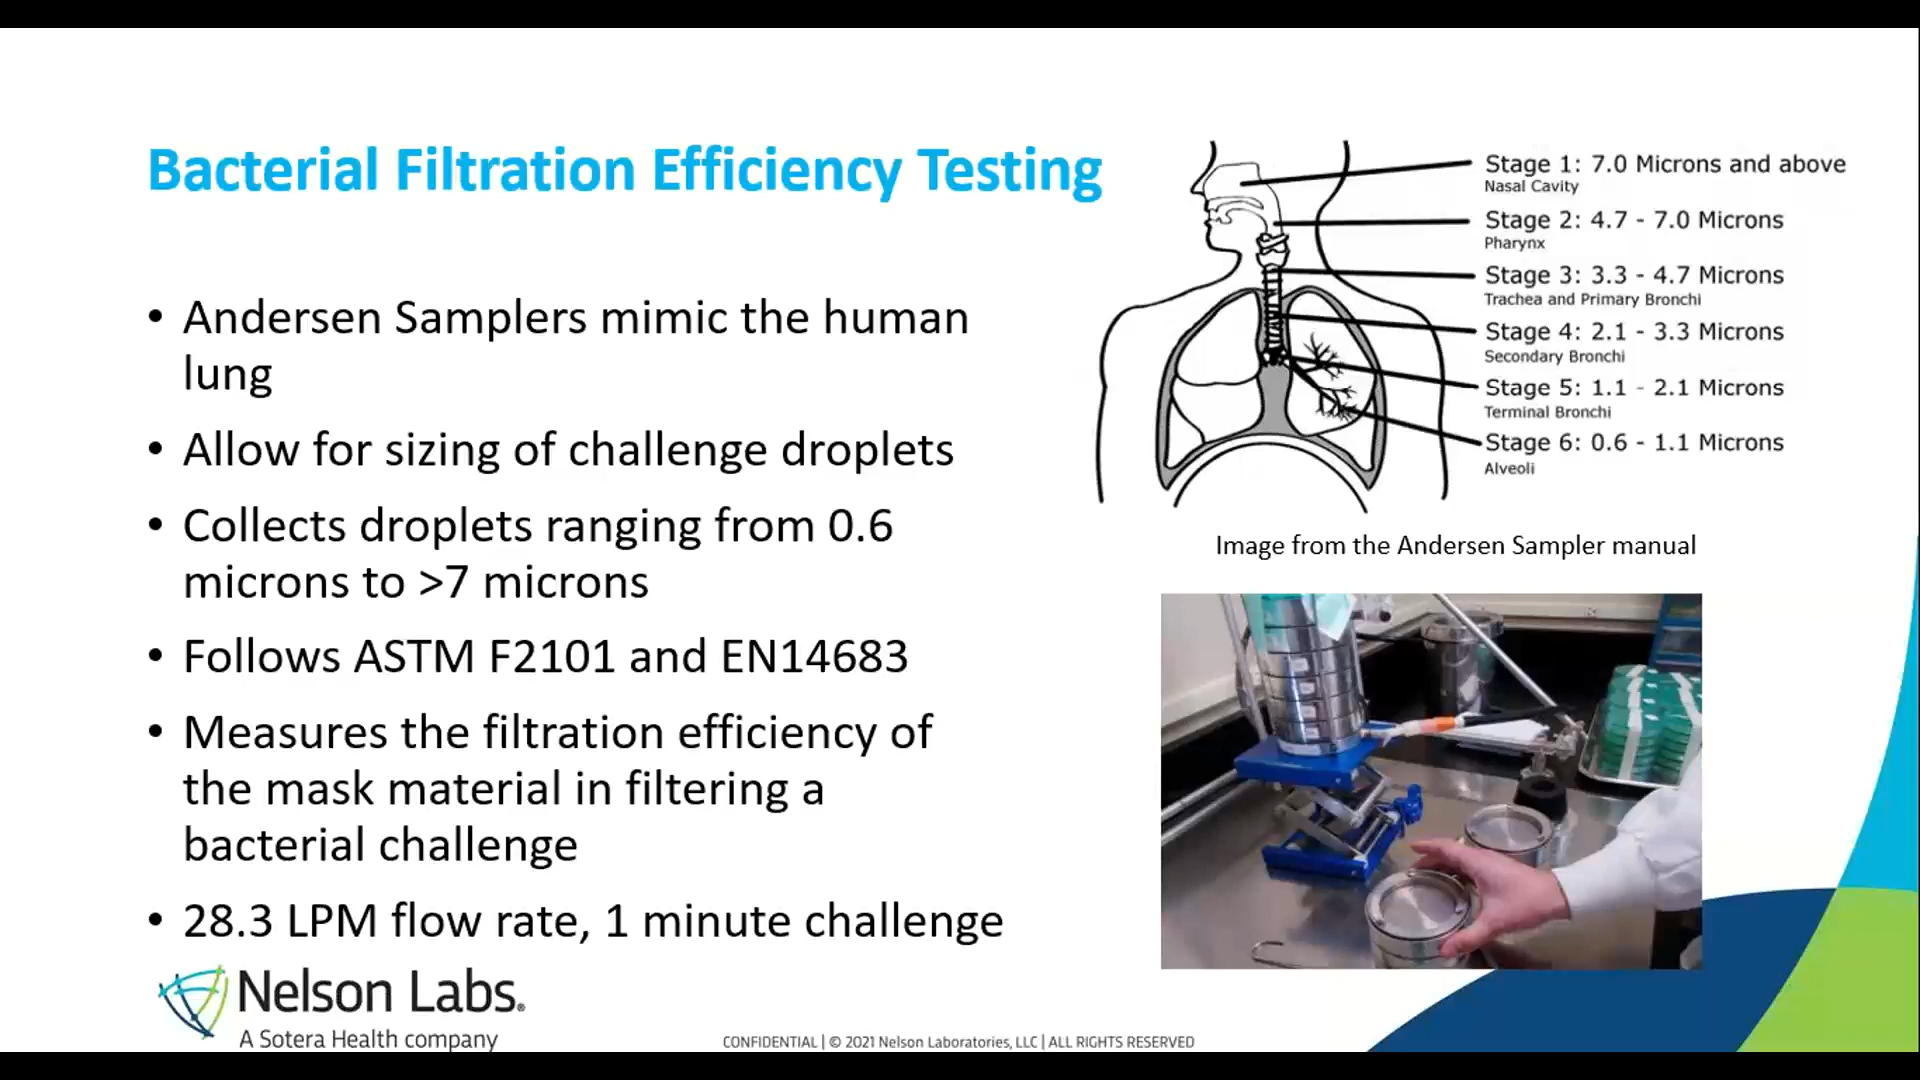 Bacterial Filtration Efficiency Testing
• Andersen Samplers mimic the human
lung
• Allow for sizing of challenge droplets
• Collects droplets ranging from 0.6
microns to >7 microns
• Follows ASTM F2101 and EN14683
• Measures the filtration efficiency of
the mask material in filtering a
bacterial challenge
• 28.3 LPM flow rate, 1 minute challenge
Stage 1: 7.0 Microns and above
Nasal Cavity
Stage 2: 4.7 - 7.0 Microns
Pharynx
Stage 3: 3.3 - 4.7 Microns
Trachea and Primary Bronchi
Stage 4: 2.1 - 3.3 Microns
Secondary Bronchi
Stage 5: 1.1 - 2.1 Microns
Terminal Bronchi
Stage 6: 0.6 - 1.1 Microns
Alveoli
Image from the Andersen Sampler manual
Nelson Labs®
A Sotera Health company
CONFIDENTIAL | © 2021 Nelson Laboratories, LLC | ALL RIGHTS RESERVED